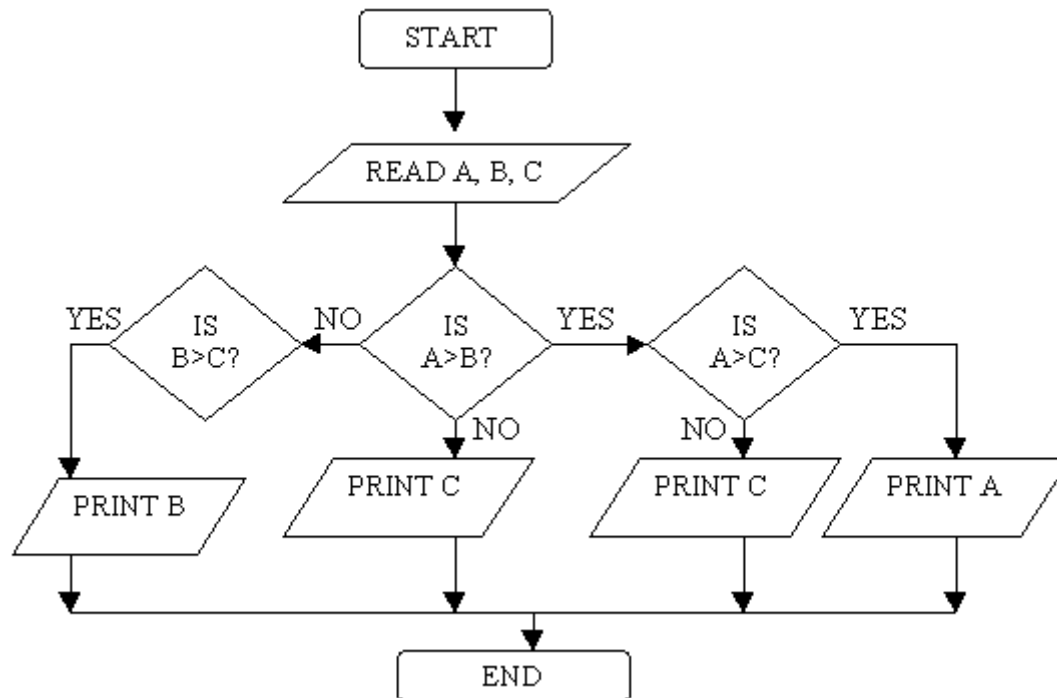 START
READ A, B, C
YES
IS
B>C?
NO
IS
A>B?
YES
IS
A>C?
YES
NO
NO
PRINT B
PRINT C
PRINT C
PRINT A
END